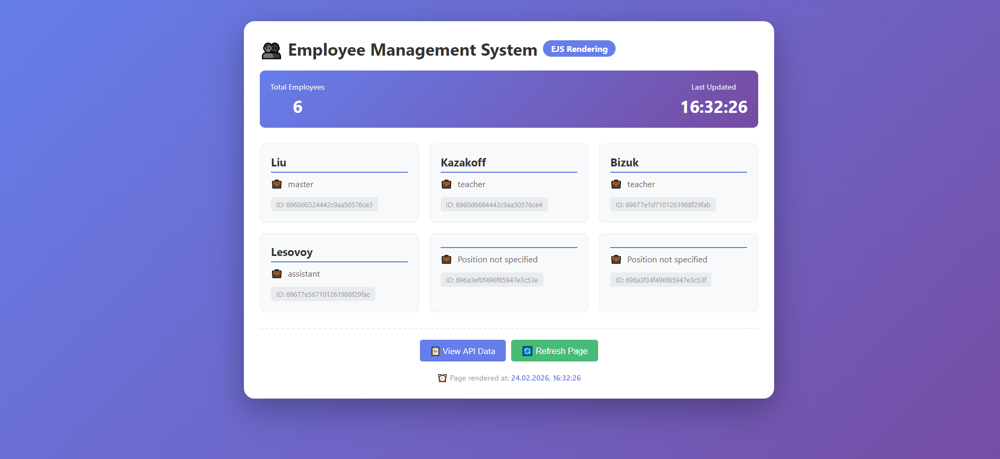 Employee Management System EJS Rendering
Total Employees
6
Last Updated
16:32:26
Liu
master
ID: 6960d6524442c9aa50576ce3
Kazakoff
teacher
ID: 6960d6684442c9aa50576ce4
Bizuk
teacher
ID: 69677e1d7101261988f29fab
Lesovoy
assistant
ID: 69677e567101261988f29fac
Position not specified
ID: 696a3ef0f496f85947e3c53e
Position not specified
ID: 696a3f34f496f85947e3c53f
View API Data
Refresh Page
Page rendered at: 24.02.2026, 16:32:26